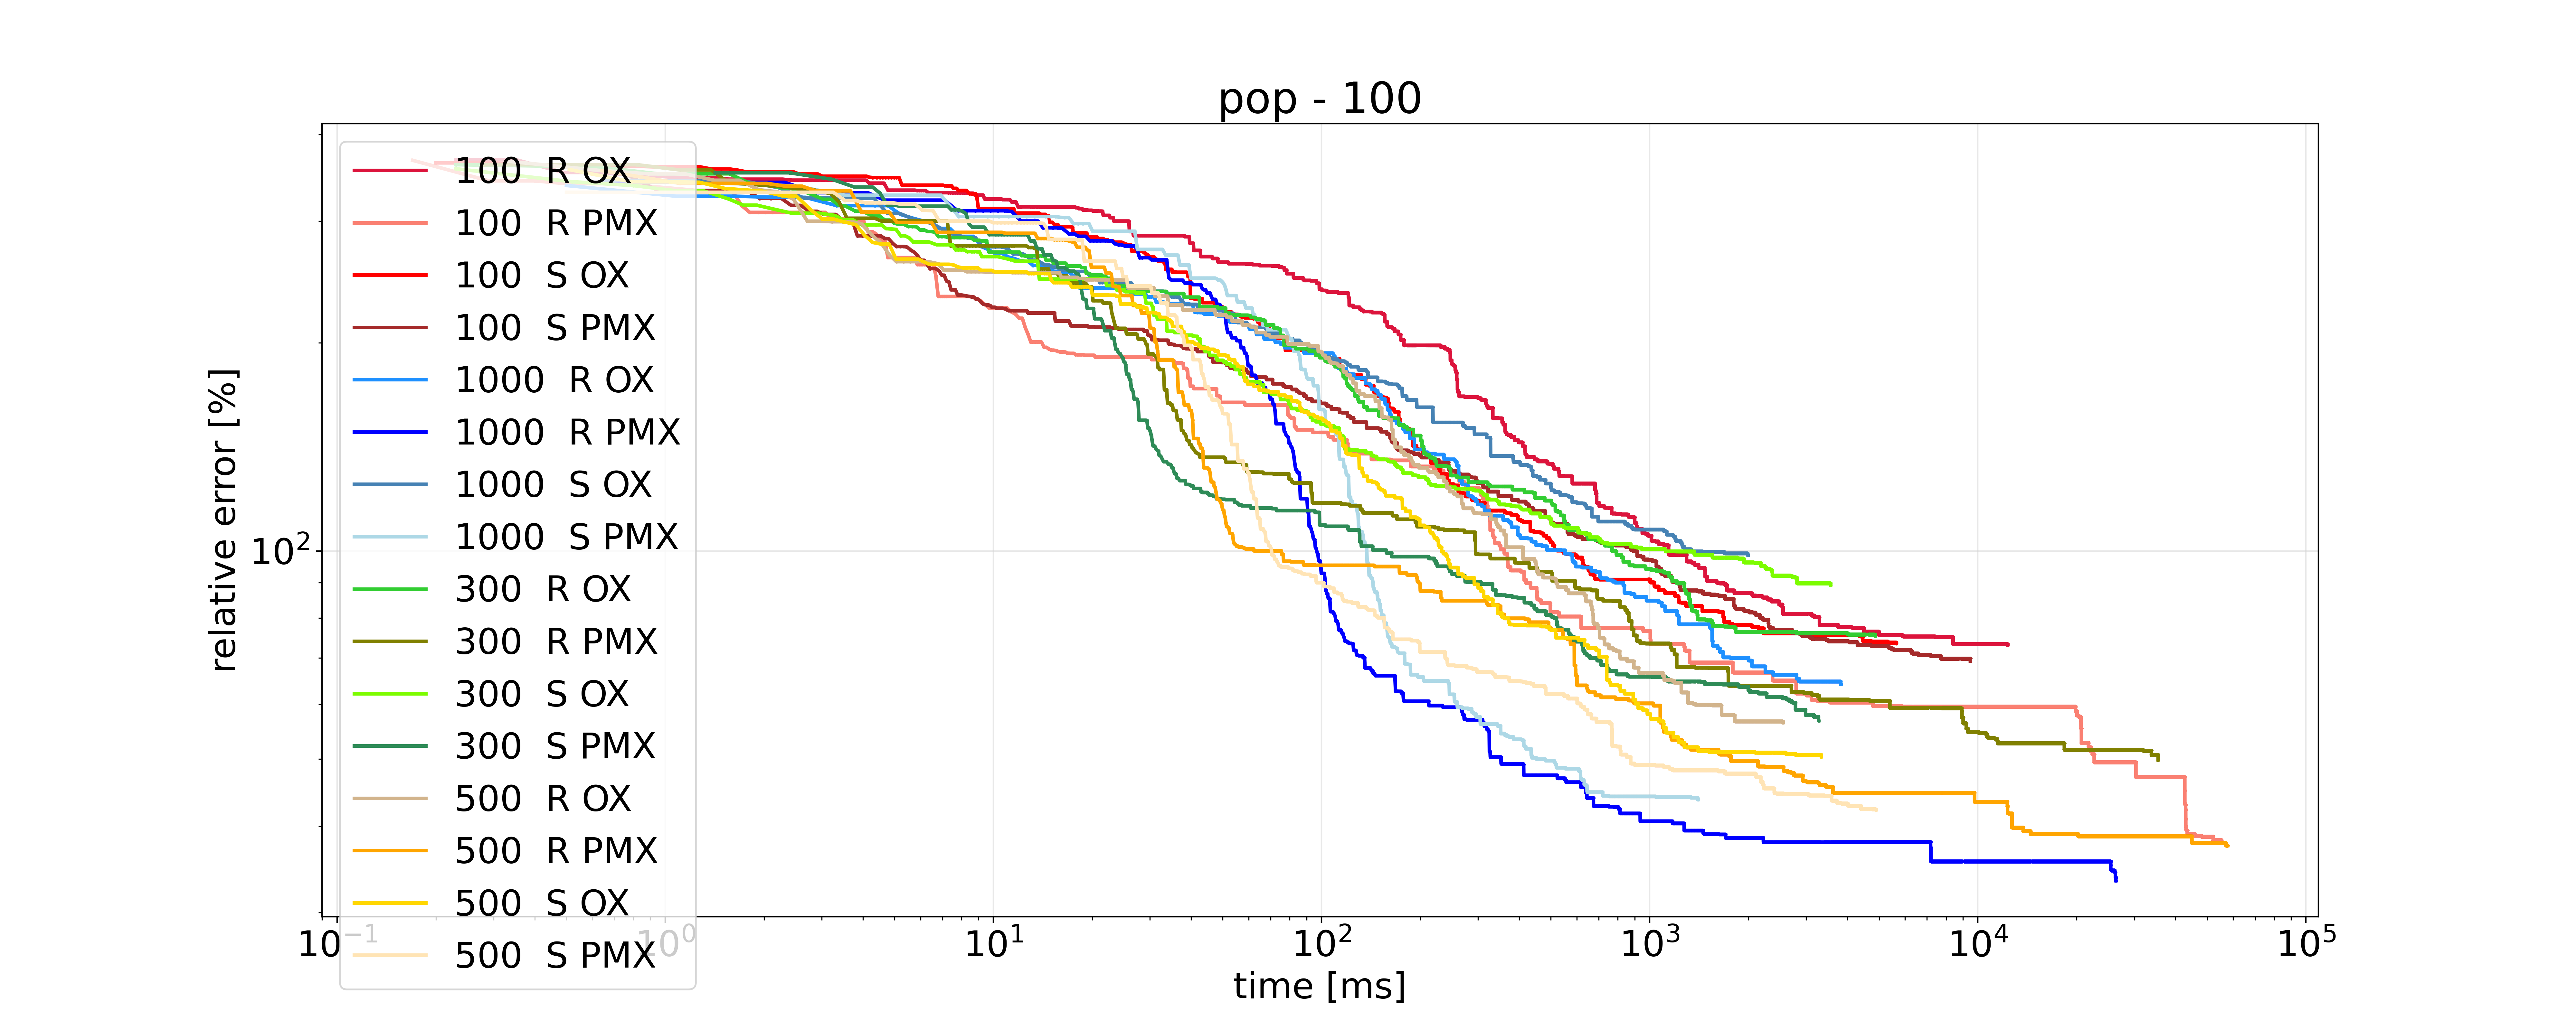 pop - 100
relative error [%]
10²
100 R OX
100 R PMX
100 S OX
100 S PMX
1000 R OX
1000 R PMX
1000 S OX
1000 S PMX
300 R OX
300 R PMX
300 S OX
300 S PMX
500 R OX
500 R PMX
500 S OX
500 S PMX
10⁻¹ 10⁰ 10¹ 10² 10³ 10⁴ 10⁵
time [ms]